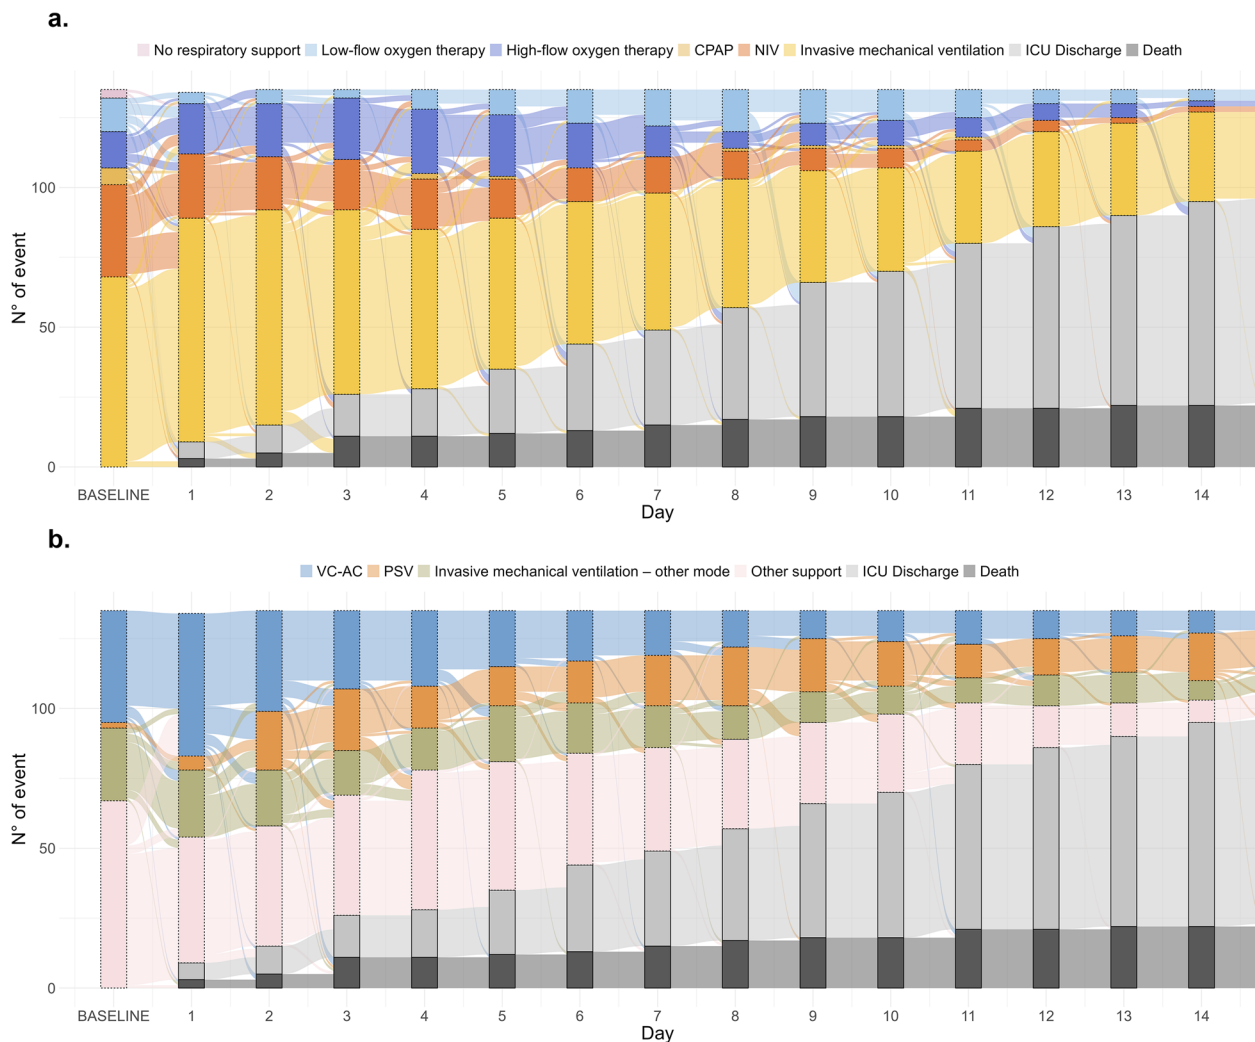 a.
No respiratory support Low-flow oxygen therapy High-flow oxygen therapy CPAP NIV Invasive mechanical ventilation ICU Discharge Death
N° of event
100
50
0
BASELINE 1 2 3 4 5 6 7 8 9 10 11 12 13 14
Day
b.
VC-AC PSV Invasive mechanical ventilation – other mode Other support ICU Discharge Death
N° of event
100
50
0
BASELINE 1 2 3 4 5 6 7 8 9 10 11 12 13 14
Day